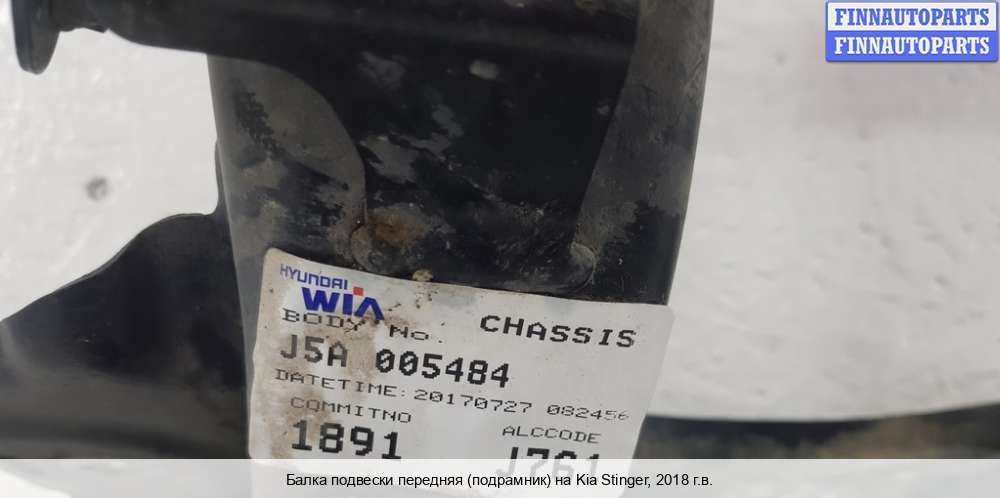 FINNAUTOPARTS
FINNAUTOPARTS
HYUNDAI
WIA
BODY No. CHASSIS
J5A 005484
DATETIME: 20170727 082456
COMMITNO ALCCODE
1891 J761
Балка подвески передняя (подрамник) на Kia Stinger, 2018 г.в.